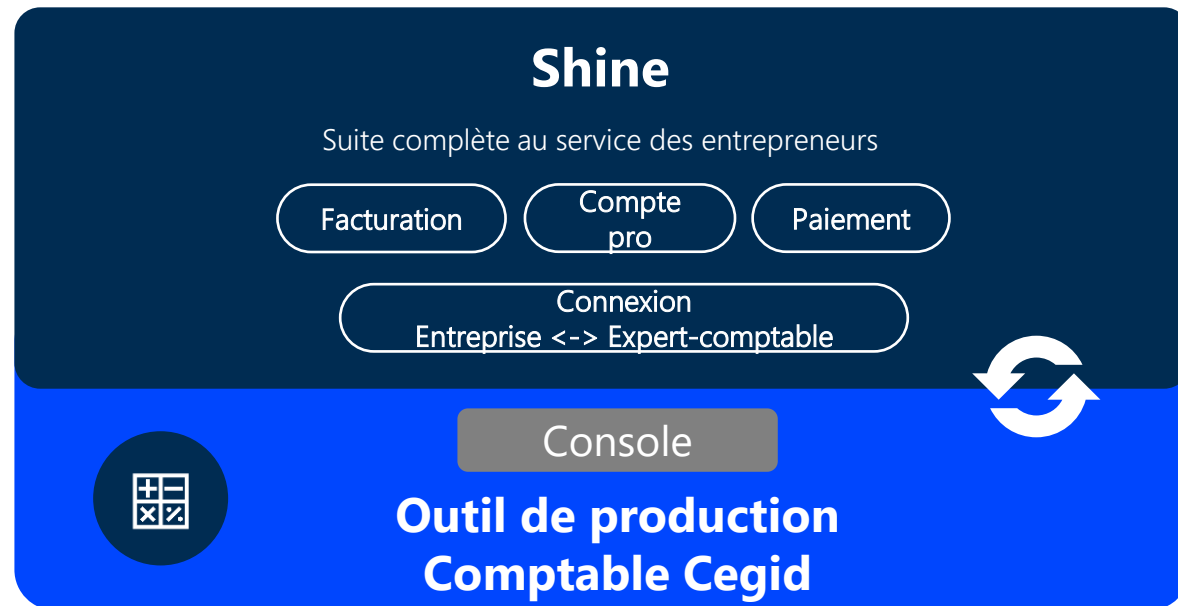 Shine
Suite complète au service des entrepreneurs
Facturation
Compte
pro
Paiement
Connexion
Entreprise <-> Expert-comptable
Console
Outil de production
Comptable Cegid